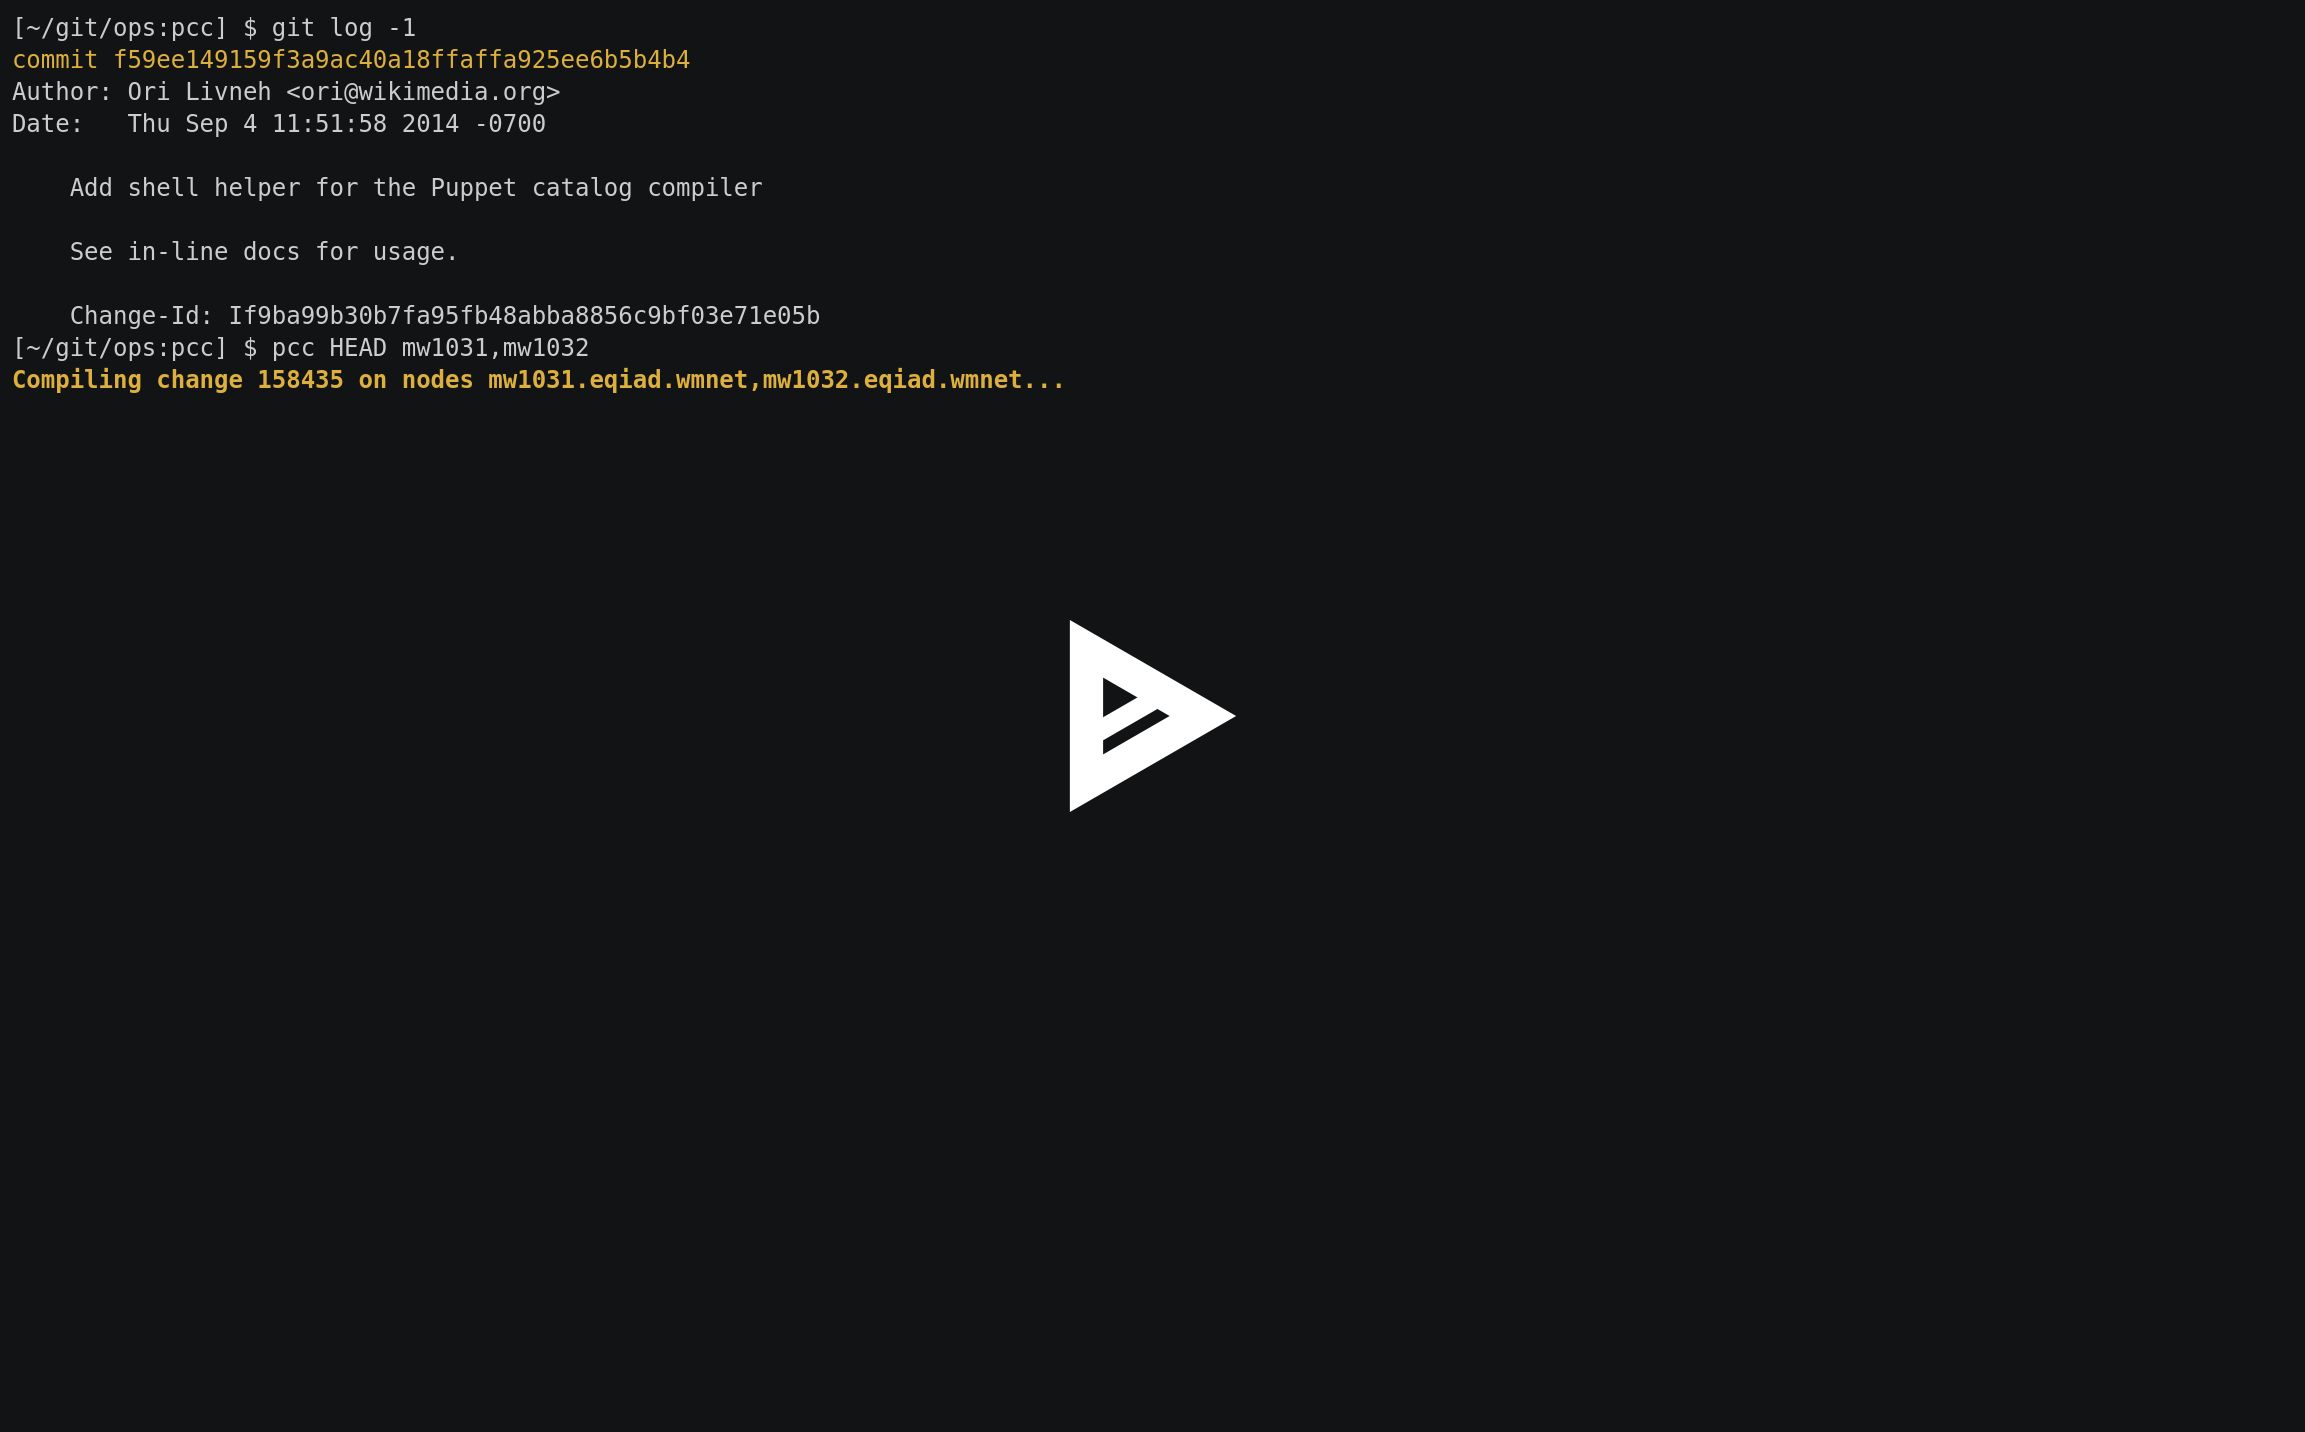 [~/git/ops:pcc] $ git log -1
commit f59ee149159f3a9ac40a18ffaffa925ee6b5b4b4
Author: Ori Livneh <ori@wikimedia.org>
Date:   Thu Sep 4 11:51:58 2014 -0700
    Add shell helper for the Puppet catalog compiler
    See in-line docs for usage.
    Change-Id: If9ba99b30b7fa95fb48abba8856c9bf03e71e05b
[~/git/ops:pcc] $ pcc HEAD mw1031,mw1032
Compiling change 158435 on nodes mw1031.eqiad.wmnet,mw1032.eqiad.wmnet...